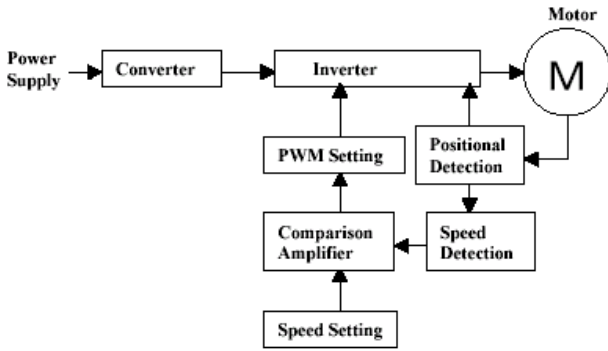 Motor
Power
Supply
Converter
Inverter
M
PWM Setting
Positional
Detection
Comparison
Amplifier
Speed
Detection
Speed Setting